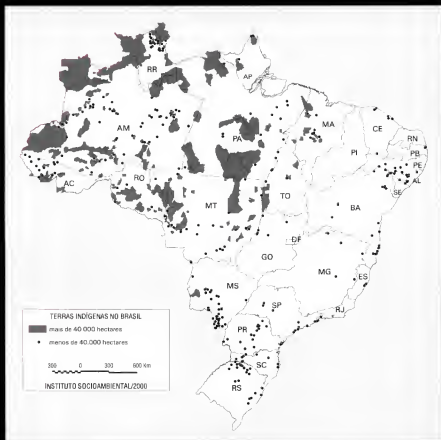 RR
AP
AM
PA
MA
CE
RN
PB
PE
AL
SE
PI
AC
RO
TO
MT
BA
DF
GO
MG
ES
MS
SP
RJ
PR
SC
RS
TERRAS INDÍGENAS NO BRASIL
mais de 40.000 hectares
menos de 40.000 hectares
300 0 300 600 Km
INSTITUTO SOCIOAMBIENTAL/2000